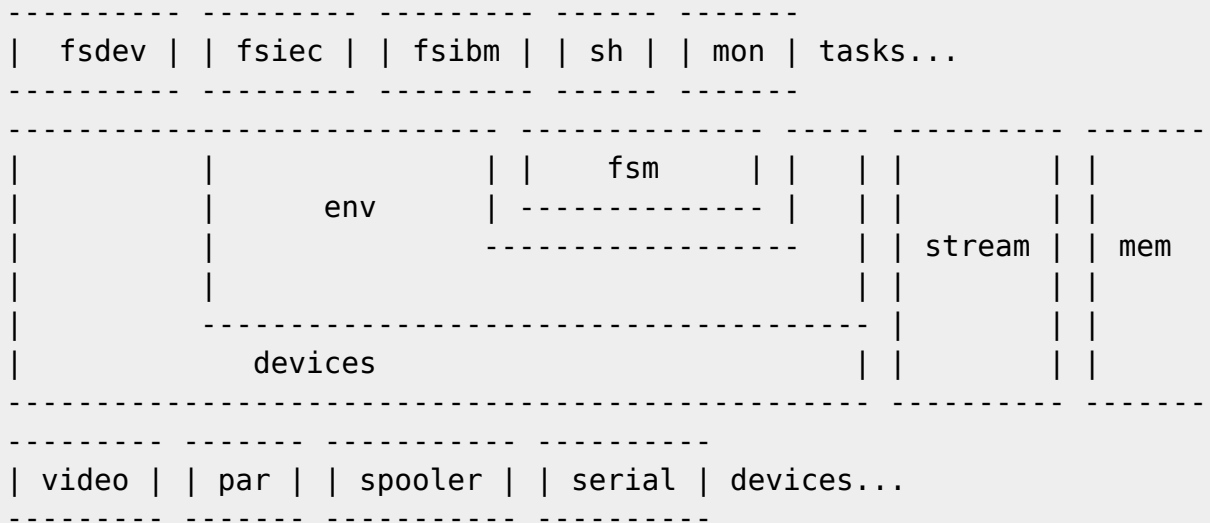 ---------- --------- --------- ------ -------
|  fsdev | | fsiec | | fsibm | | sh | | mon | tasks...
---------- --------- --------- ------ -------
---------------------------- -------------- ----- ---------- -------
|          |               | |    fsm     | |   | |        | |
|          |      env      | -------------- |   | |        | |
|          |               ------------------   | | stream | | mem
|          |                                    | |        | |
|          -------------------------------------- |        | |
|             devices                           | |        | |
------------------------------------------------- ---------- -------
--------- ------- ----------- ----------
| video | | par | | spooler | | serial | devices...
--------- ------- ----------- ----------